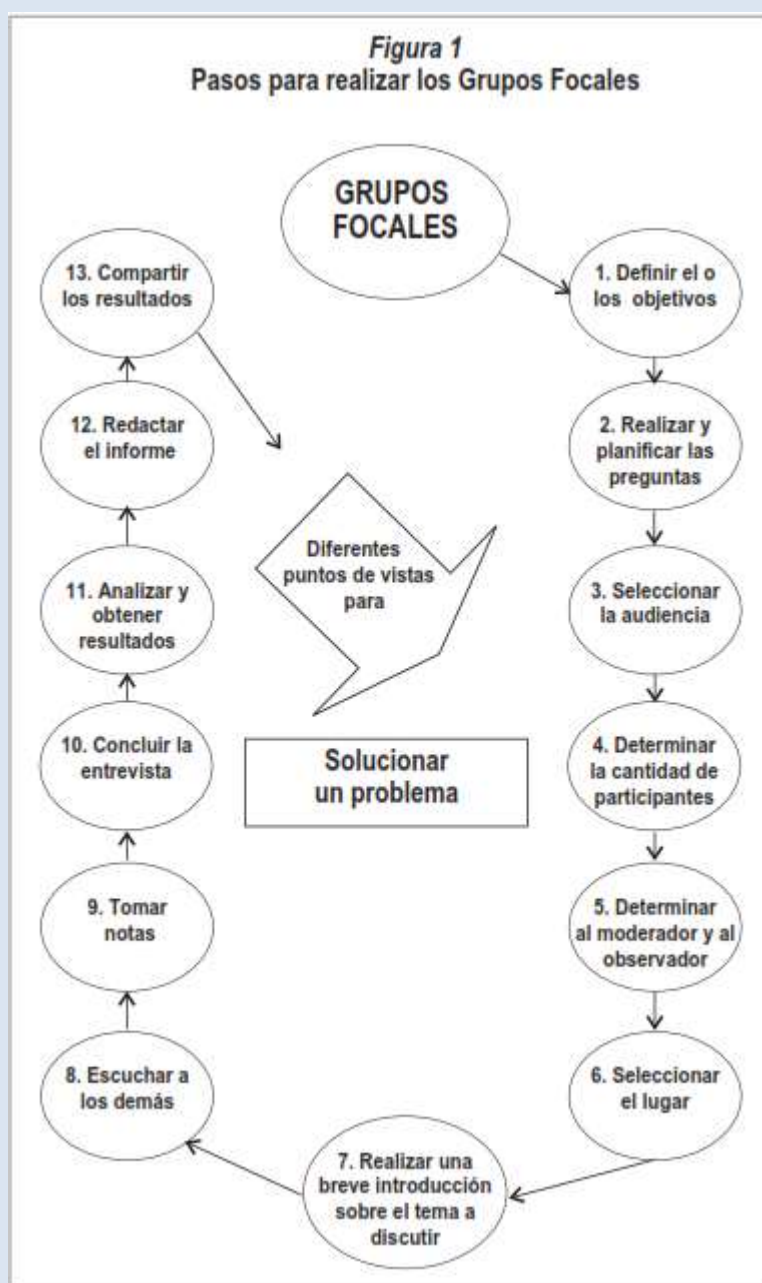 Figura 1
Pasos para realizar los Grupos Focales
GRUPOS
FOCALES
1. Definir el o
los objetivos
2. Realizar y
planificar las
preguntas
3. Seleccionar
la audiencia
4. Determinar
la cantidad de
participantes
5. Determinar
al moderador y al
observador
6. Seleccionar
el lugar
7. Realizar una
breve introducción
sobre el tema a
discutir
8. Escuchar a
los demás
9. Tomar
notas
10. Concluir la
entrevista
11. Analizar y
obtener
resultados
12. Redactar
el informe
13. Compartir
los resultados
Diferentes
puntos de vistas
para
Solucionar
un problema